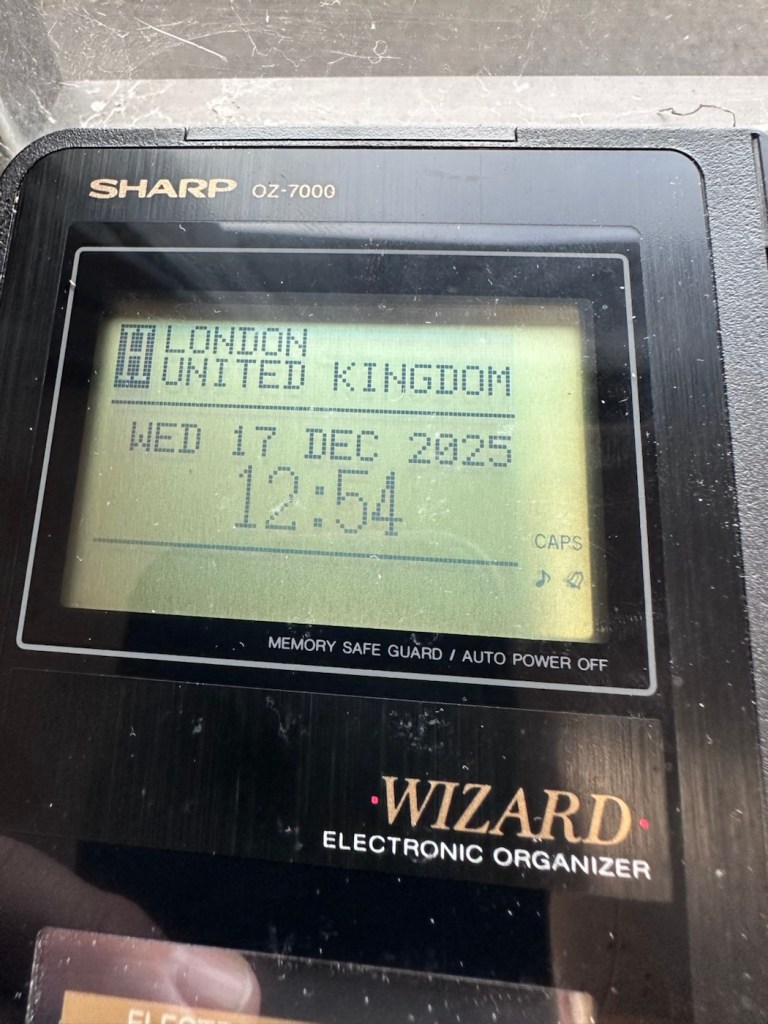 SHARP OZ-7000
LONDON
UNITED KINGDOM
WED 17 DEC 2025
12:54
CAPS
MEMORY SAFE GUARD / AUTO POWER OFF
WIZARD
ELECTRONIC ORGANIZER